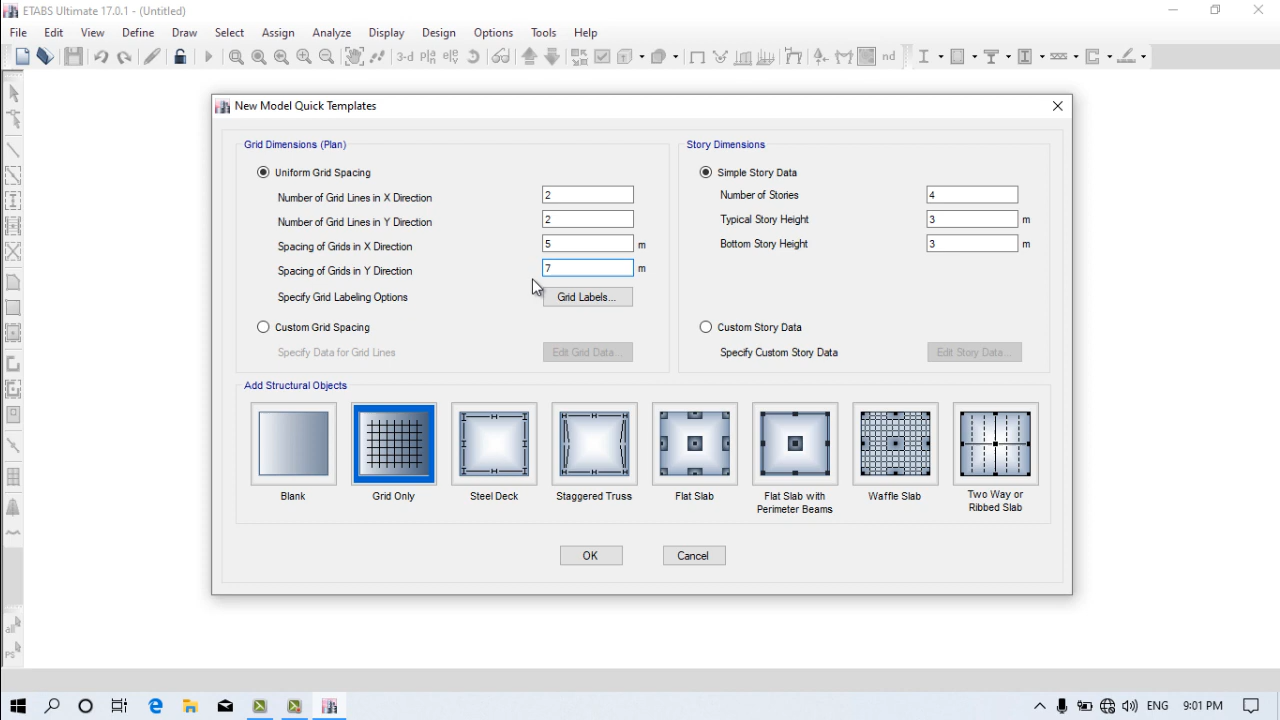 ETABS Ultimate 17.0.1 - (Untitled)
File Edit View Define Draw Select Assign Analyze Display Design Options Tools Help
3-d plà elè nd
New Model Quick Templates
Grid Dimensions (Plan)
Uniform Grid Spacing
Number of Grid Lines in X Direction 2
Number of Grid Lines in Y Direction 2
Spacing of Grids in X Direction 5 m
Spacing of Grids in Y Direction 7 m
Specify Grid Labeling Options Grid Labels...
Custom Grid Spacing
Specify Data for Grid Lines Edit Grid Data...
Story Dimensions
Simple Story Data
Number of Stories 4
Typical Story Height 3 m
Bottom Story Height 3 m
Custom Story Data
Specify Custom Story Data Edit Story Data...
Add Structural Objects
Blank
Grid Only
Steel Deck
Staggered Truss
Flat Slab
Flat Slab with
Perimeter Beams
Waffle Slab
Two Way or
Ribbed Slab
OK Cancel
all
ps
ENG 9:01 PM